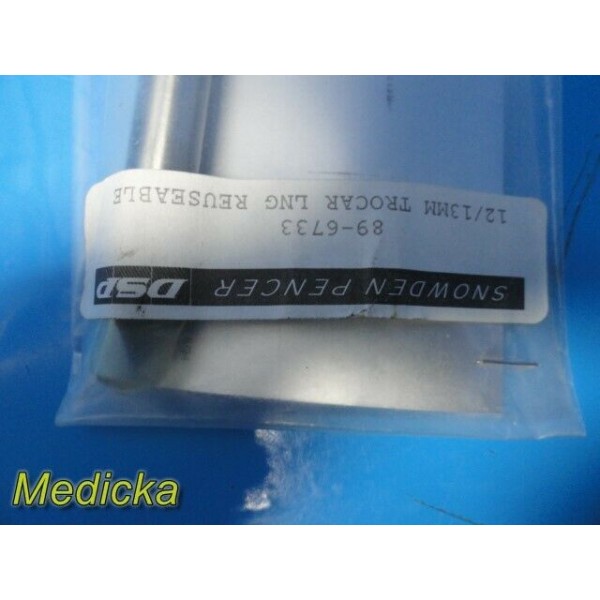 SNOWDEN PENCER DSP
89-6733
12/13MM TROCAR LNG REUSEABLE
Medicka